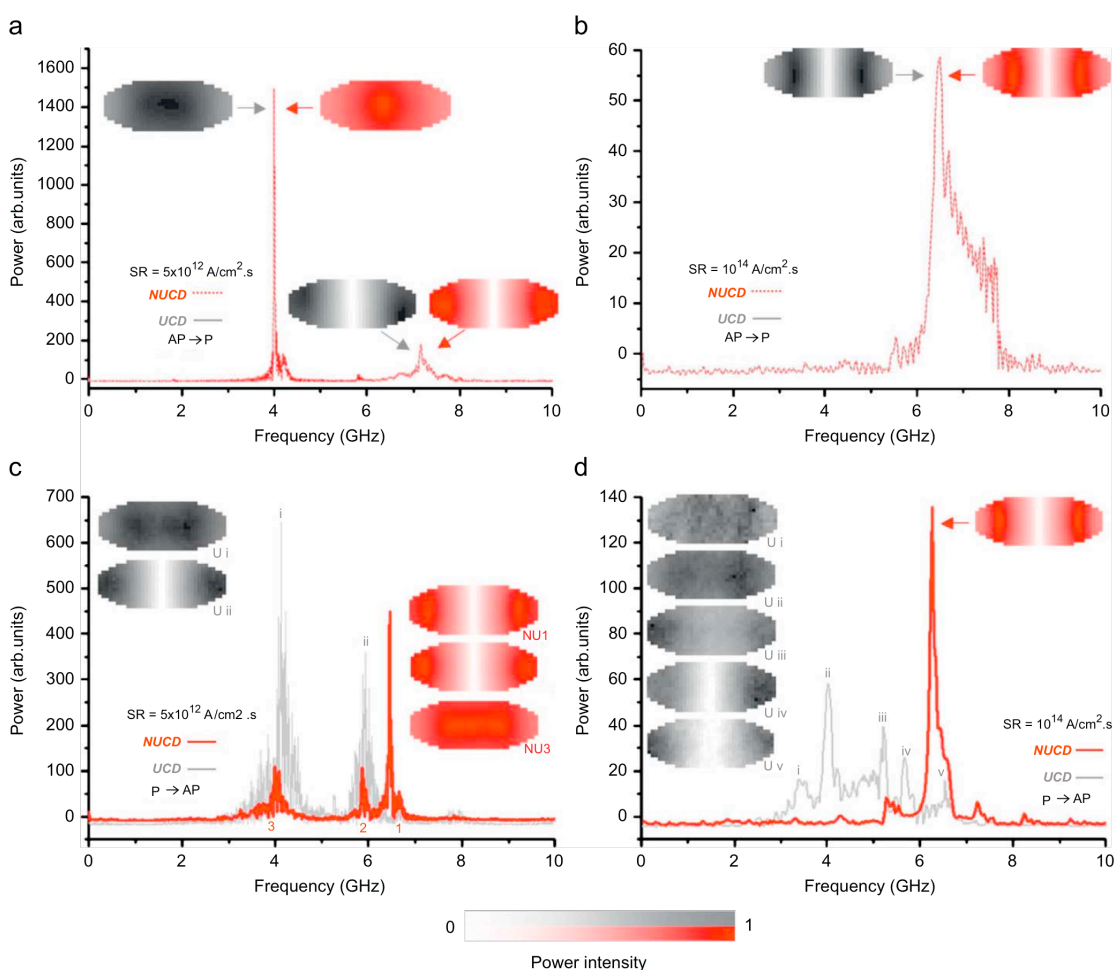 a
1600
1400
1200
1600
1800
600
400
200
0
Power (arb.units)
SR = 5x10¹² A/cm².s
NUCD
UCD
AP → P
0 2 4 6 8 10
Frequency (GHz)
b
60
50
40
30
20
60
0
Power (arb.units)
SR = 10¹⁴ A/cm².s
NUCD
UCD
AP → P
0 2 4 6 8 10
Frequency (GHz)
c
700
600
500
400
300
200
100
0
Power (arb.units)
U i
U ii
i
ii
NU1
NU3
SR = 5x10¹² A/cm2 .s
NUCD
UCD
P → AP
3 2 1
0 2 4 6 8 10
Frequency (GHz)
d
140
120
100
80
60
40
20
0
Power (arb.units)
U i
U ii
U iii
U iv
U v
i
ii
iii
iv
v
SR = 10¹⁴ A/cm².s
NUCD
UCD
P → AP
0 2 4 6 8 10
Frequency (GHz)
0 1
Power intensity